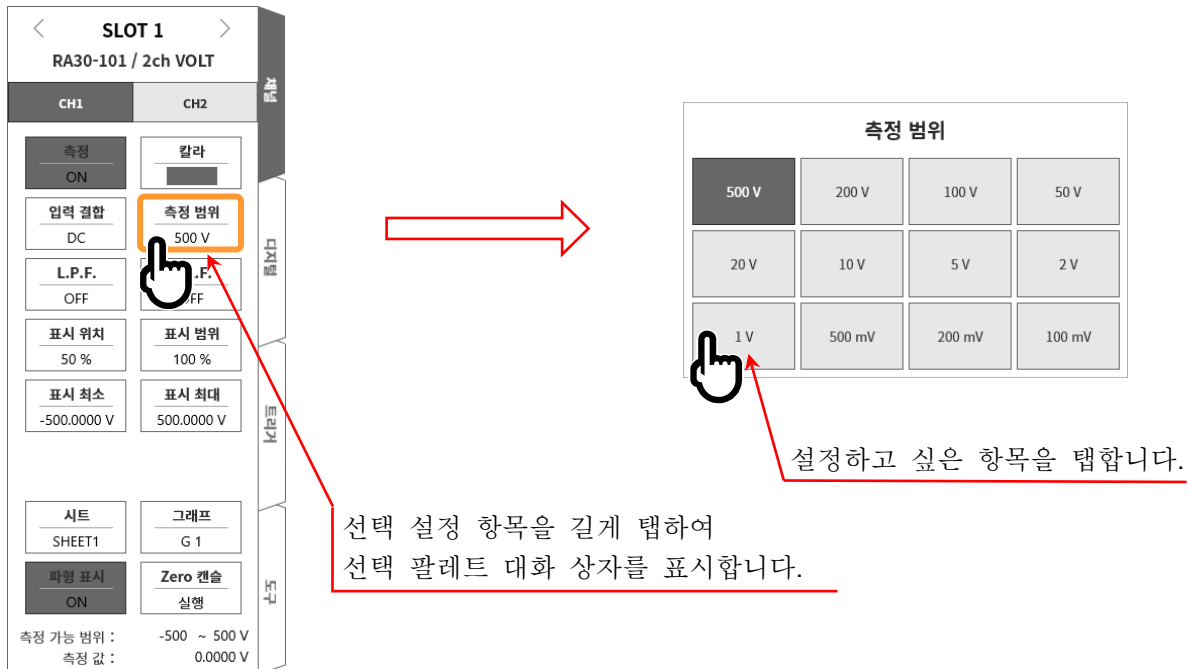 SLOT 1
RA30-101 / 2ch VOLT
CH1 CH2
측정 칼라
ON
입력 결합 측정 범위
DC 500 V
L.P.F. .F.
OFF FF
표시 위치 표시 범위
50 % 100 %
표시 최소 표시 최대
-500.0000 V 500.0000 V
시트 그래프
SHEET1 G 1
파형 표시 Zero 캔슬
ON 실행
측정 가능 범위 : -500 ~ 500 V
측정 값 : 0.0000 V
채널
디지털
트리거
도구
측정 범위
500 V 200 V 100 V 50 V
20 V 10 V 5 V 2 V
1 V 500 mV 200 mV 100 mV
설정하고 싶은 항목을 탭합니다.
선택 설정 항목을 길게 탭하여
선택 팔레트 대화 상자를 표시합니다.